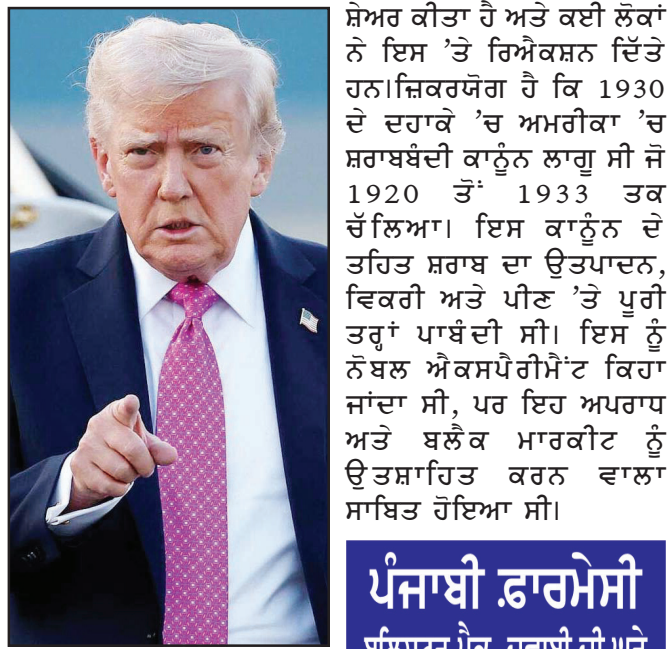 ਸ਼ੇਅਰ ਕੀਤਾ ਹੈ ਅਤੇ ਕਈ ਲੋਕਾਂ
ਨੇ ਇਸ ’ਤੇ ਰਿਐਕਸ਼ਨ ਦਿੱਤੇ
ਹਨ।ਜ਼ਿਕਰਯੋਗ ਹੈ ਕਿ 1930
ਦੇ ਦਹਾਕੇ ’ਚ ਅਮਰੀਕਾ ’ਚ
ਸ਼ਰਾਬਬੰਦੀ ਕਾਨੂੰਨ ਲਾਗੂ ਸੀ ਜੋ
1920 ਤੋਂ 1933 ਤਕ
ਚੱਲਿਆ। ਇਸ ਕਾਨੂੰਨ ਦੇ
ਤਹਿਤ ਸ਼ਰਾਬ ਦਾ ਉਤਪਾਦਨ,
ਵਿਕਰੀ ਅਤੇ ਪੀਣ ’ਤੇ ਪੂਰੀ
ਤਰ੍ਹਾਂ ਪਾਬੰਦੀ ਸੀ। ਇਸ ਨੂੰ
ਨੋਬਲ ਐਕਸਪੈਰੀਮੈਂਟ ਕਿਹਾ
ਜਾਂਦਾ ਸੀ, ਪਰ ਇਹ ਅਪਰਾਧ
ਅਤੇ ਬਲੈਕ ਮਾਰਕੀਟ ਨੂੰ
ਉਤਸ਼ਾਹਿਤ ਕਰਨ ਵਾਲਾ
ਸਾਬਿਤ ਹੋਇਆ ਸੀ।
ਪੰਜਾਬੀ ਫ਼ਾਰਮੇਸੀ